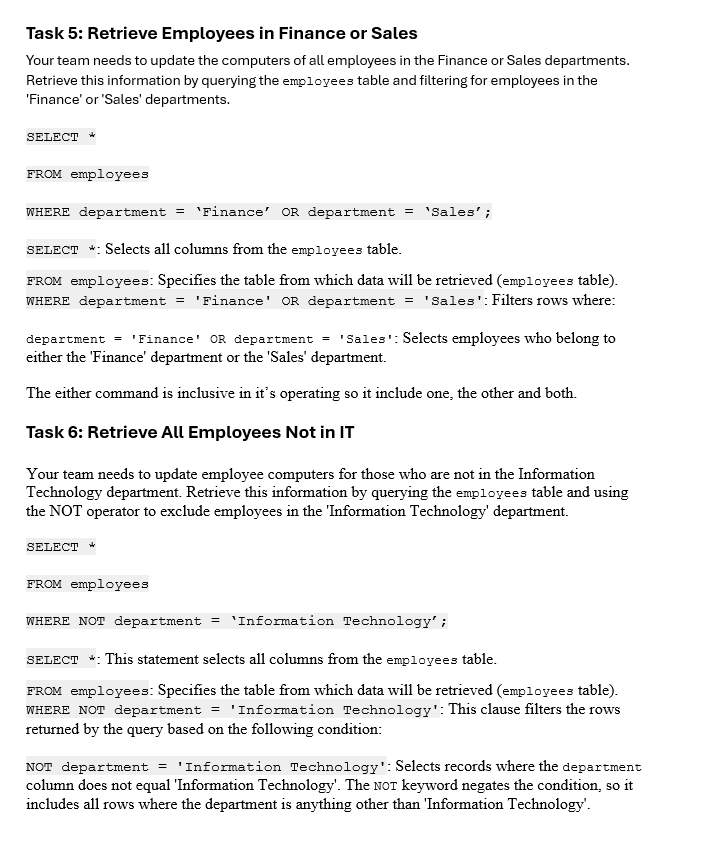 Task 5: Retrieve Employees in Finance or Sales
Your team needs to update the computers of all employees in the Finance or Sales departments.
Retrieve this information by querying the employees table and filtering for employees in the
'Finance' or 'Sales' departments.
SELECT *
FROM employees
WHERE department = ‘Finance’ OR department = ‘Sales’;
SELECT *: Selects all columns from the employees table.
FROM employees: Specifies the table from which data will be retrieved (employees table).
WHERE department = 'Finance' OR department = 'Sales': Filters rows where:
department = 'Finance' OR department = 'Sales': Selects employees who belong to
either the 'Finance' department or the 'Sales' department.
The either command is inclusive in it’s operating so it include one, the other and both.
Task 6: Retrieve All Employees Not in IT
Your team needs to update employee computers for those who are not in the Information
Technology department. Retrieve this information by querying the employees table and using
the NOT operator to exclude employees in the 'Information Technology' department.
SELECT *
FROM employees
WHERE NOT department = ‘Information Technology’;
SELECT *: This statement selects all columns from the employees table.
FROM employees: Specifies the table from which data will be retrieved (employees table).
WHERE NOT department = 'Information Technology': This clause filters the rows
returned by the query based on the following condition:
NOT department = 'Information Technology': Selects records where the department
column does not equal 'Information Technology'. The NOT keyword negates the condition, so it
includes all rows where the department is anything other than 'Information Technology'.